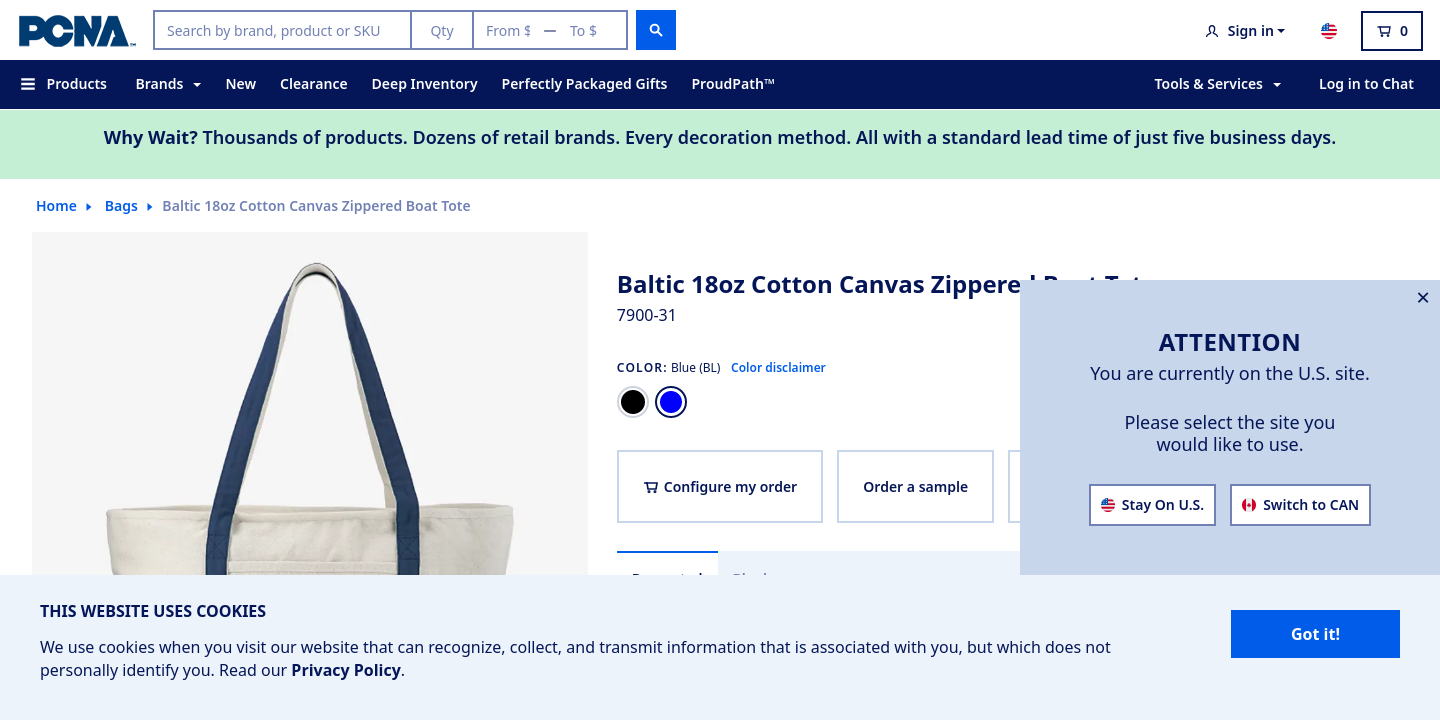 PCNA
Search by brand, product or SKU
Qty
From $ — To $
Sign in
0
Products
Brands
New
Clearance
Deep Inventory
Perfectly Packaged Gifts
ProudPath™
Tools & Services
Log in to Chat
Why Wait? Thousands of products. Dozens of retail brands. Every decoration method. All with a standard lead time of just five business days.
Home
Bags
Baltic 18oz Cotton Canvas Zippered Boat Tote
Baltic 18oz Cotton Canvas Zippered Boat Tote
7900-31
COLOR: Blue (BL) Color disclaimer
Configure my order
Order a sample
ATTENTION
You are currently on the U.S. site.
Please select the site you
would like to use.
Stay On U.S.
Switch to CAN
THIS WEBSITE USES COOKIES
We use cookies when you visit our website that can recognize, collect, and transmit information that is associated with you, but which does not
personally identify you. Read our Privacy Policy.
Got it!